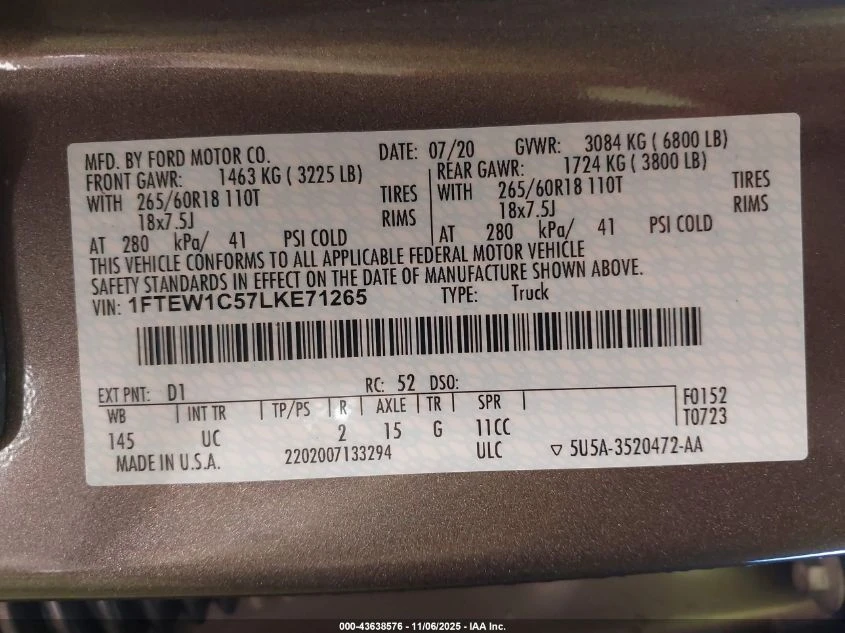 MFD. BY FORD MOTOR CO. DATE: 07/20 GVWR: 3084 KG ( 6800 LB)
FRONT GAWR: 1463 KG ( 3225 LB) REAR GAWR: 1724 KG ( 3800 LB)
WITH 265/60R18 110T TIRES WITH 265/60R18 110T TIRES
18x7.5J RIMS 18x7.5J RIMS
AT 280 kPa/ 41 PSI COLD AT 280 kPa/ 41 PSI COLD
THIS VEHICLE CONFORMS TO ALL APPLICABLE FEDERAL MOTOR VEHICLE
SAFETY STANDARDS IN EFFECT ON THE DATE OF MANUFACTURE SHOWN ABOVE.
VIN: 1FTEW1C57LKE71265 TYPE: Truck
EXT PNT: D1 RC: 52 DSO:
WB INT TR TP/PS R AXLE TR SPR F0152
145 UC 2 15 G 11CC T0723
MADE IN U.S.A. 2202007133294 ULC ▽ 5U5A-3520472-AA
000-43638576 - 11/06/2025 - IAA Inc.